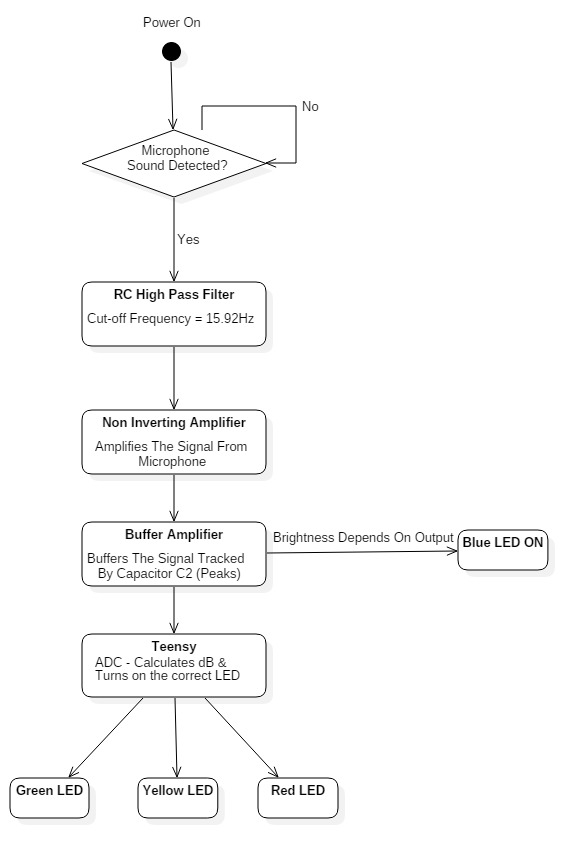 Power On
No
Microphone
Sound Detected?
Yes
RC High Pass Filter
Cut-off Frequency = 15.92Hz
Non Inverting Amplifier
Amplifies The Signal From
Microphone
Buffer Amplifier
Buffers The Signal Tracked
By Capacitor C2 (Peaks)
Brightness Depends On Output
Blue LED ON
Teensy
ADC - Calculates dB &
Turns on the correct LED
Green LED
Yellow LED
Red LED